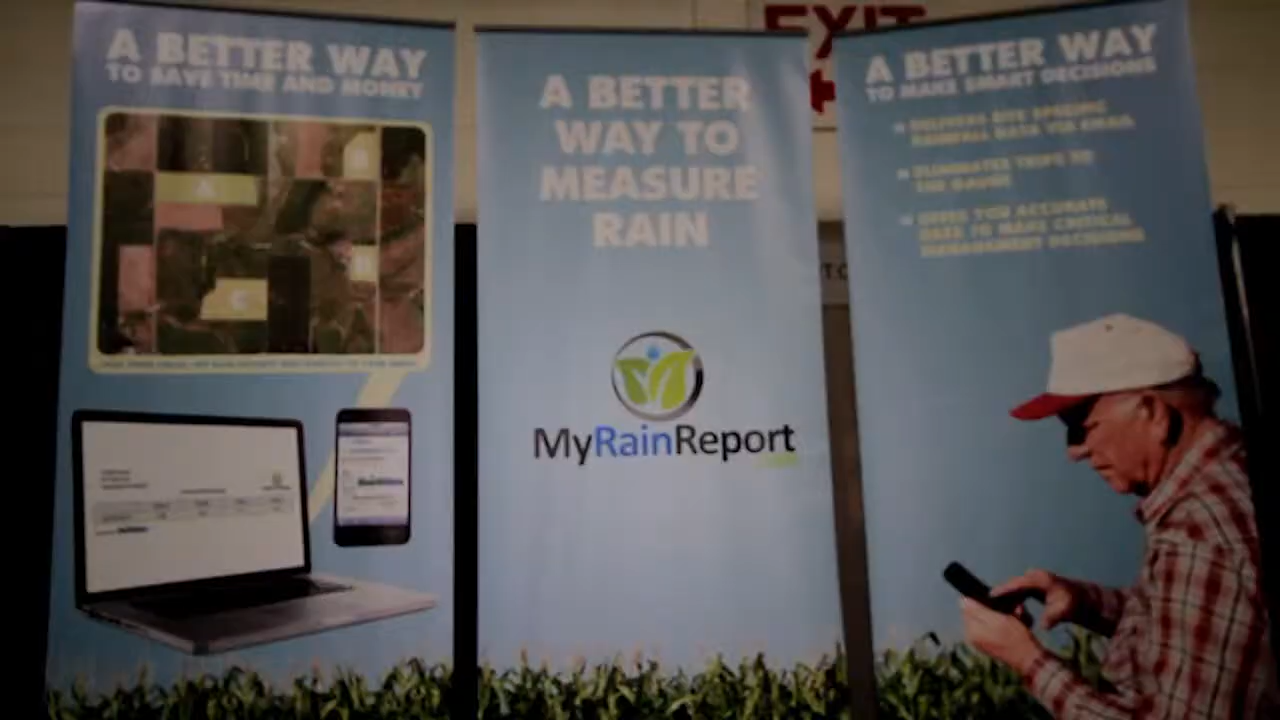 A BETTER WAY
TO SAVE TIME AND MONEY
A
B
C
A BETTER
WAY TO
MEASURE
RAIN
MyRainReport
EXIT
A BETTER WAY
TO MAKE SMART DECISIONS
DELIVERS SITE SPECIFIC
RAINFALL DATA VIA EMAIL
ELIMINATES TRIPS TO
THE GAUGE
GIVES YOU ACCURATE
DATA TO MAKE CRITICAL
MANAGEMENT DECISIONS